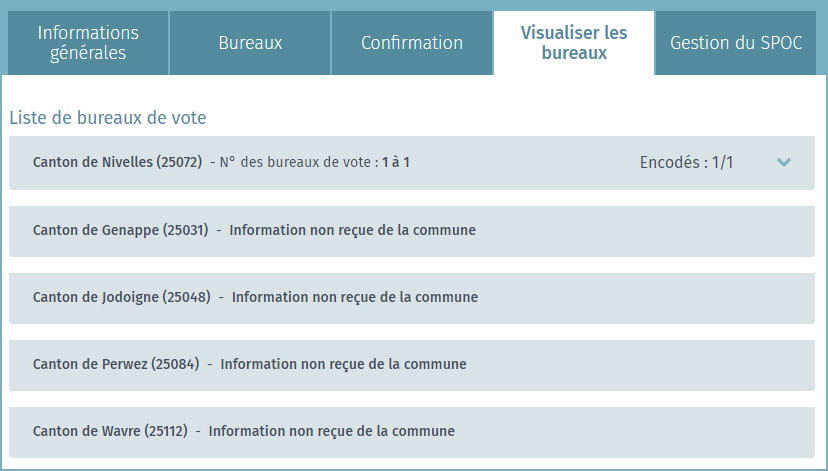 Informations
générales
Bureaux
Confirmation
Visualiser les
bureaux
Gestion du SPOC
Liste de bureaux de vote
Canton de Nivelles (25072) - N° des bureaux de vote : 1 à 1 Encodés : 1/1
Canton de Genappe (25031) - Information non reçue de la commune
Canton de Jodoigne (25048) - Information non reçue de la commune
Canton de Perwez (25084) - Information non reçue de la commune
Canton de Wavre (25112) - Information non reçue de la commune